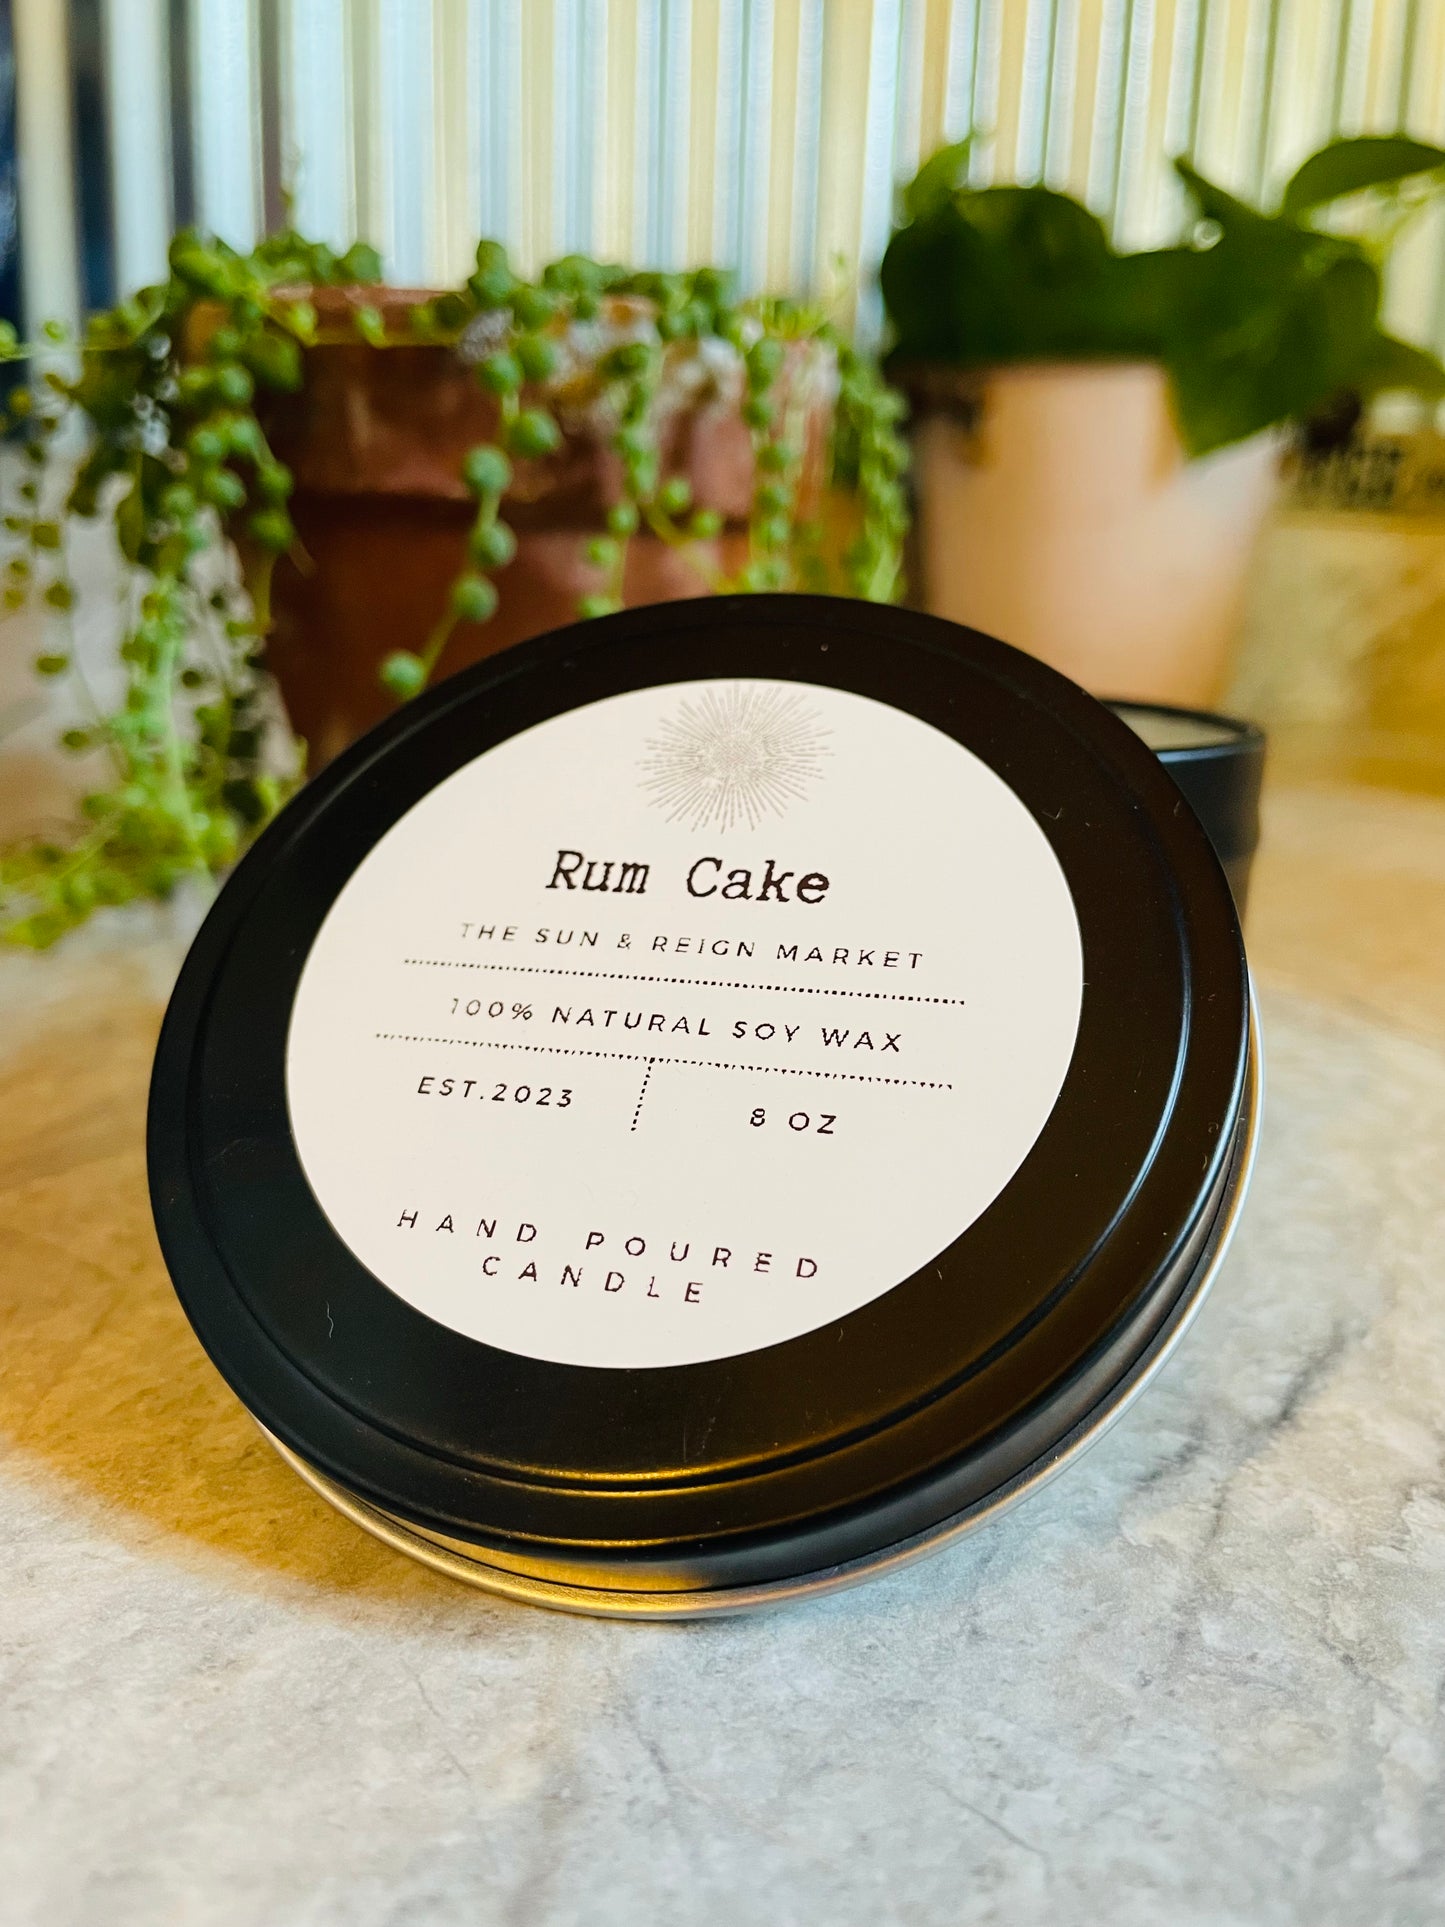 Rum Cake
THE SUN & REIGN MARKET
100% NATURAL SOY WAX
EST.2023
8 OZ
HAND POURED
CANDLE